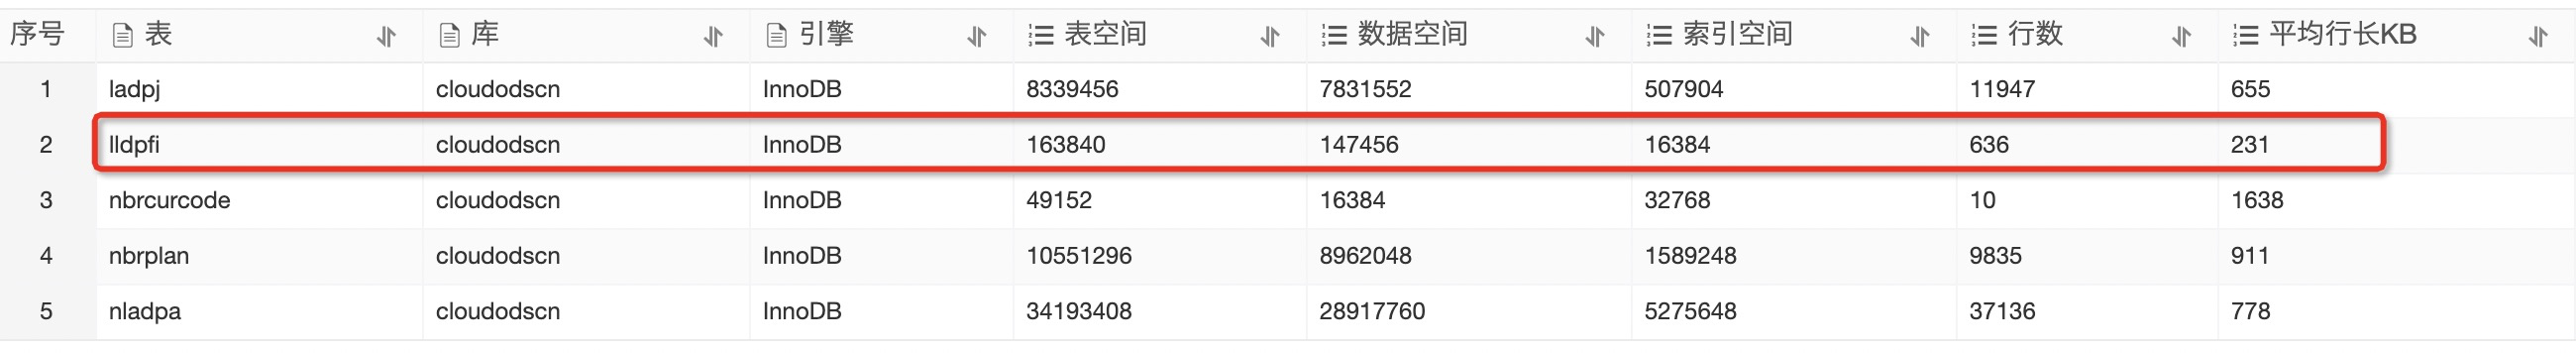 序号 表 库 引擎 表空间 数据空间 索引空间 行数 平均行长KB
1 ladpj cloudodscn InnoDB 8339456 7831552 507904 11947 655
2 lldpfi cloudodscn InnoDB 163840 147456 16384 636 231
3 nbrcurcode cloudodscn InnoDB 49152 16384 32768 10 1638
4 nbrplan cloudodscn InnoDB 10551296 8962048 1589248 9835 911
5 nladpa cloudodscn InnoDB 34193408 28917760 5275648 37136 778